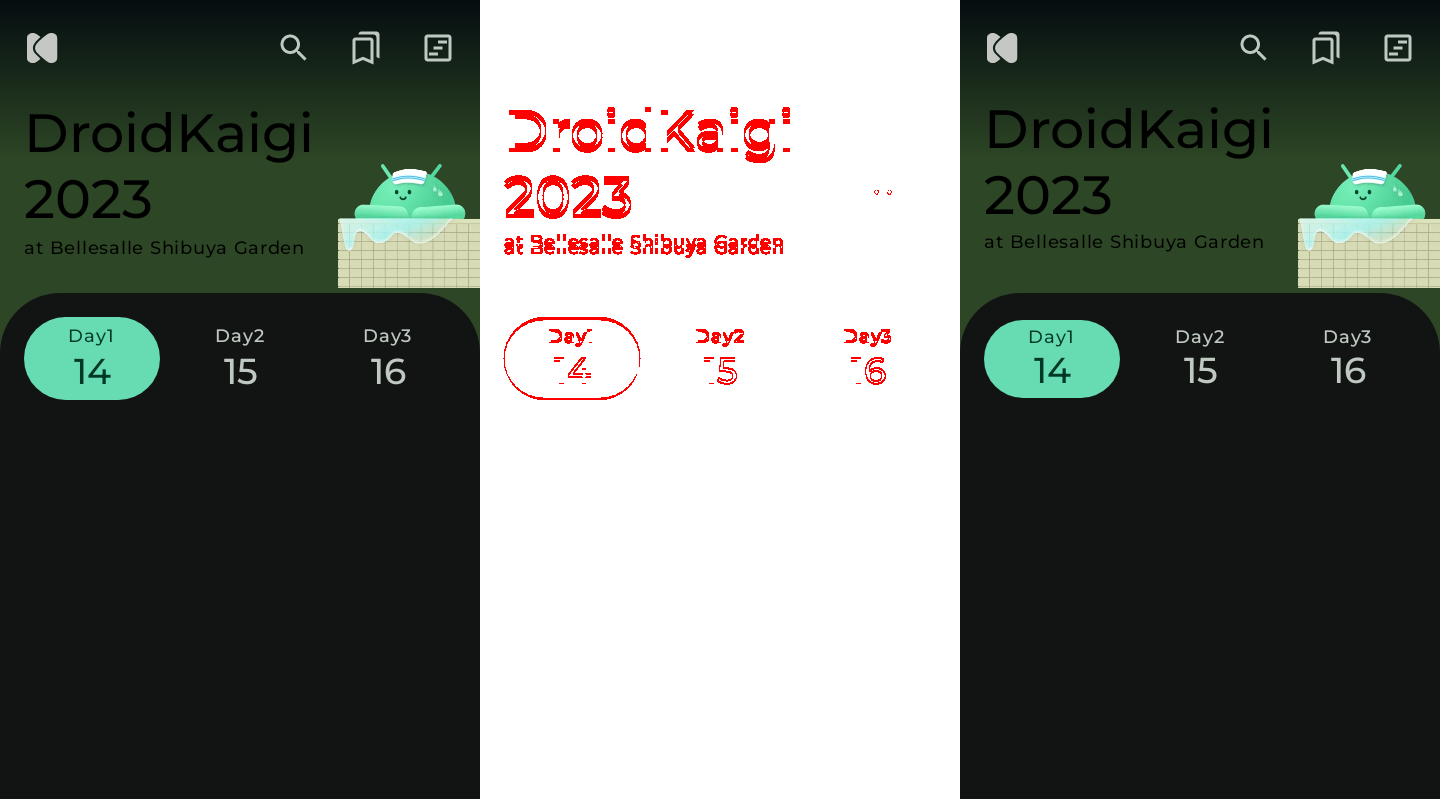 DroidKaigi
2023
at Bellesalle Shibuya Garden
Day1 Day2 Day3
14 15 16
DroidKaigi
2023
at Bellesalle Shibuya Garden
Day1 Day2 Day3
14 15 16
DroidKaigi
2023
at Bellesalle Shibuya Garden
Day1 Day2 Day3
14 15 16